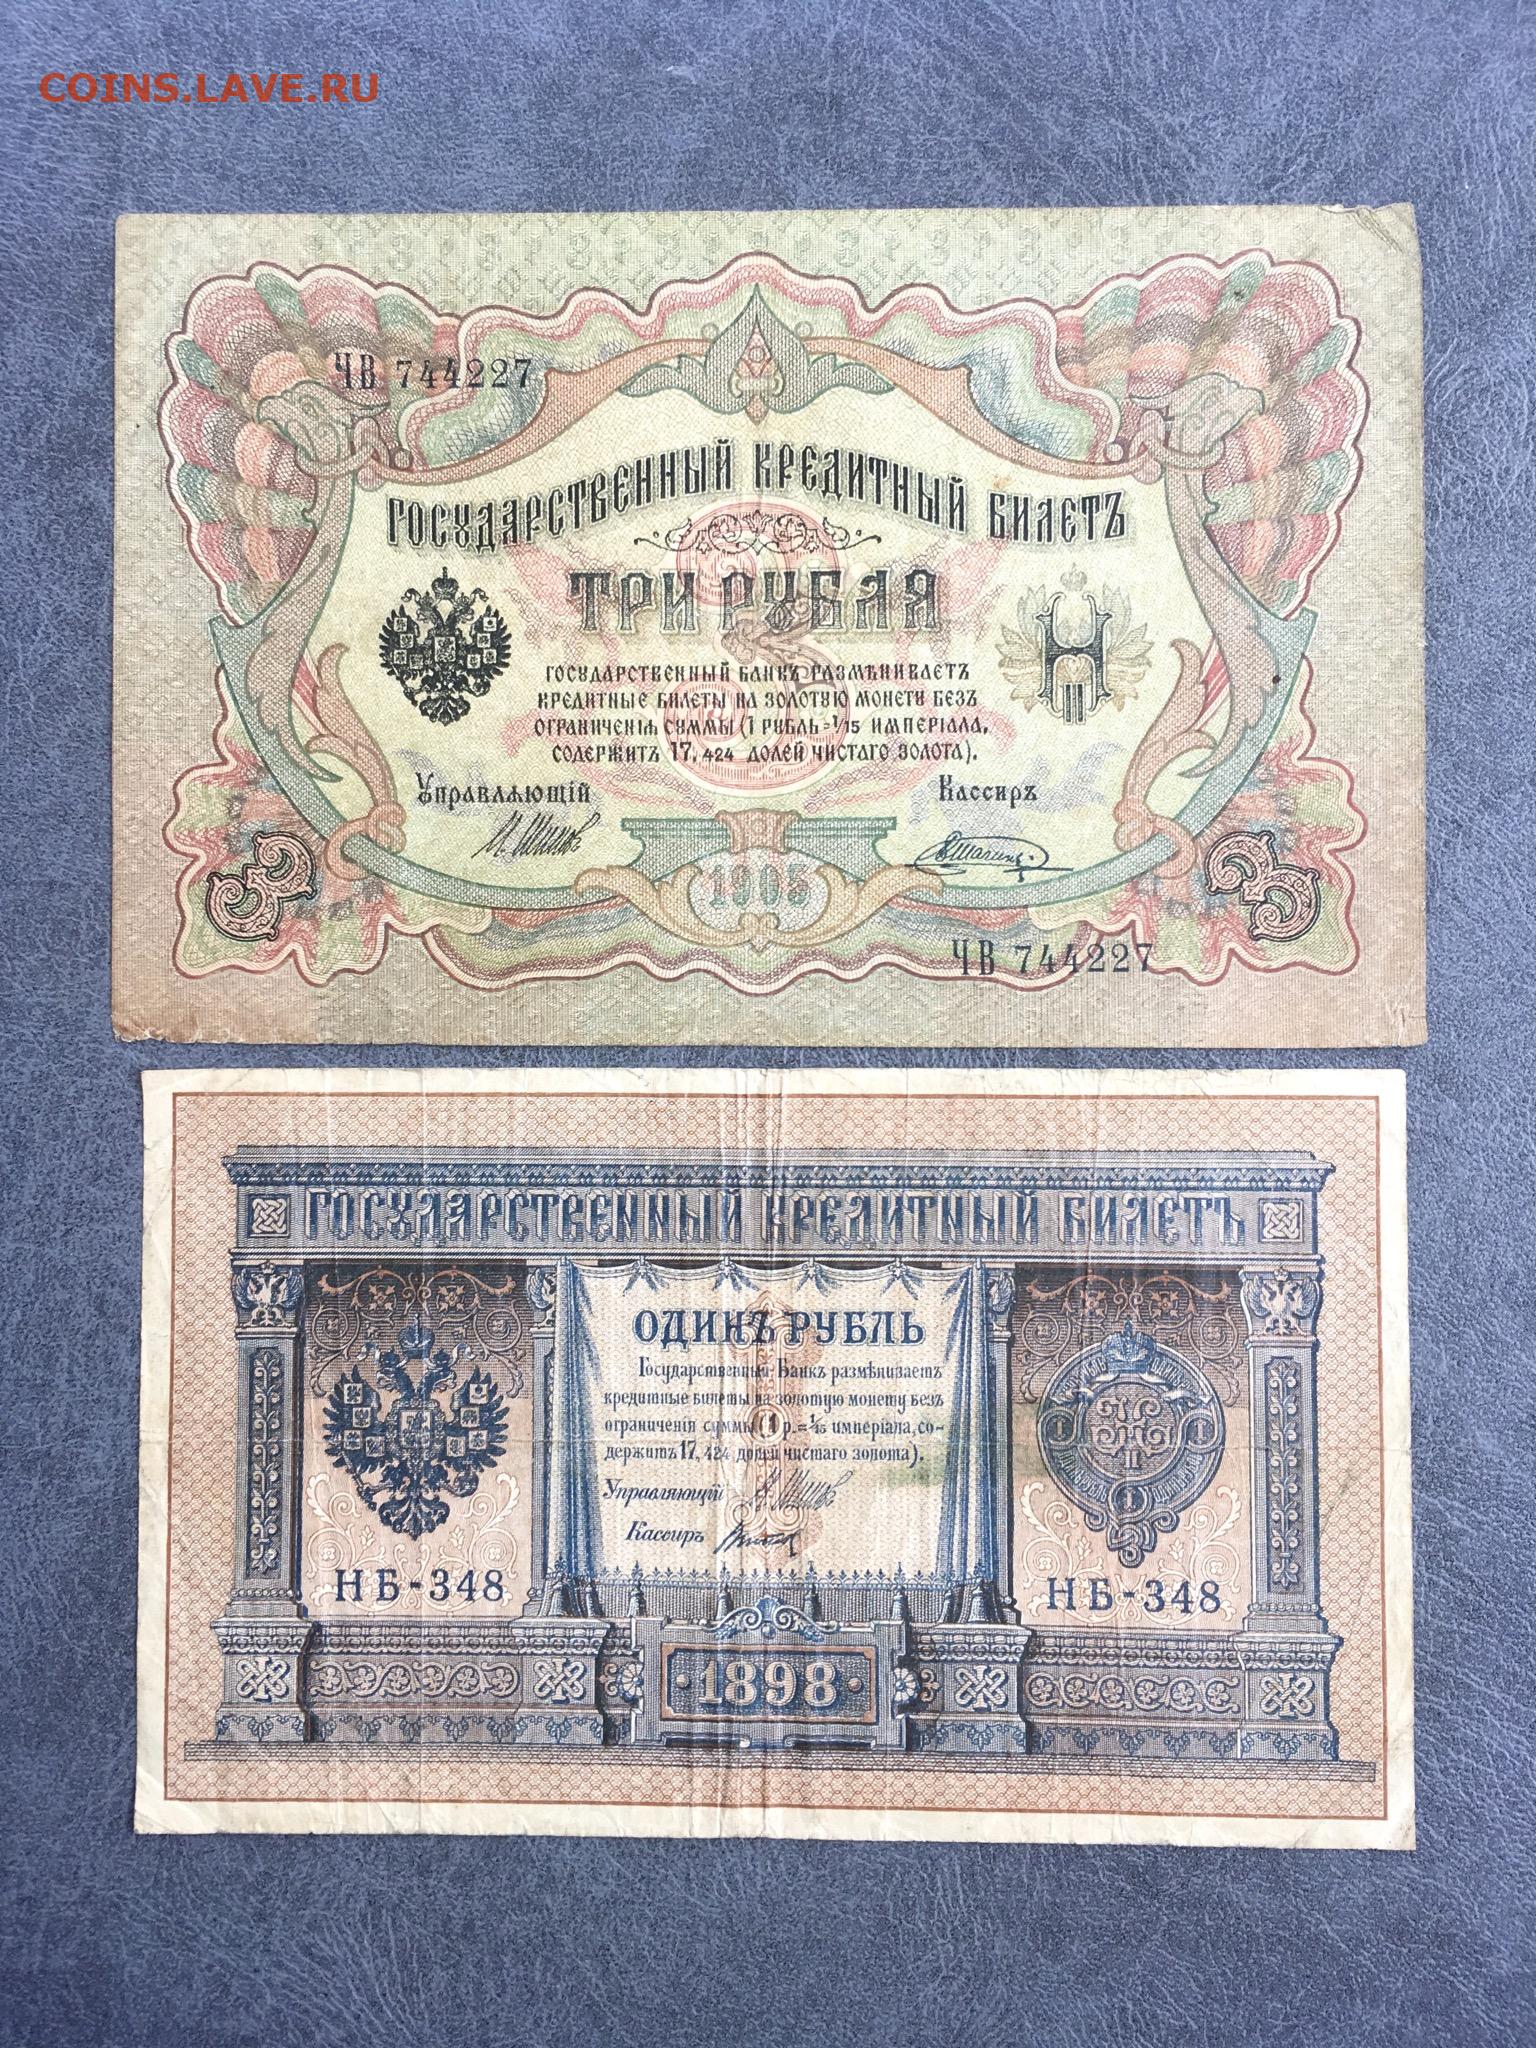 COINS.LAVE.RU
ЧВ 744227
ГОСУДАРСТВЕННЫЙ КРЕДИТНЫЙ БИЛЕТЪ
ТРИ РУБЛЯ
ГОСУДАРСТВЕННЫЙ БАНКЪ РАЗМѢНИВАЕТЪ
КРЕДИТНЫЕ БИЛЕТЫ НА ЗОЛОТУЮ МОНЕТУ БЕЗЪ
ОГРАНИЧЕНІЯ СУММЫ (1 РУБЛЬ = 1/15 ИМПЕРІАЛА,
СОДЕРЖИТЪ 17,424 ДОЛЕЙ ЧИСТАГО ЗОЛОТА).
Управляющій Кассиръ
1905
3 3
ЧВ 744227
ГОСУДАРСТВЕННЫЙ КРЕДИТНЫЙ БИЛЕТЪ
ОДИНЪ РУБЛЬ
Государственный Банкъ размѣниваетъ
кредитные билеты на золотую монету безъ
ограниченія суммы (1 р. = 1/15 имперіала, со-
держитъ 17,424 долей чистаго золота).
Управляющій
Кассиръ
НБ-348 НБ-348
1898